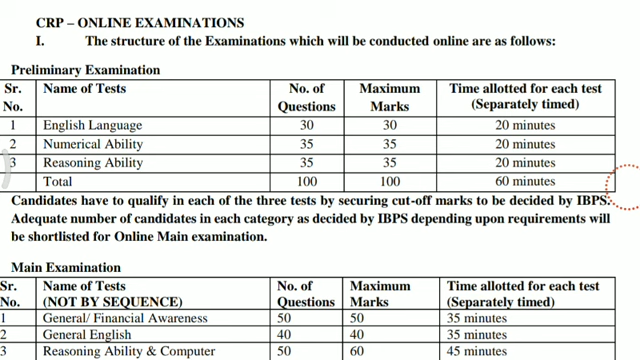 CRP – ONLINE EXAMINATIONS
I. The structure of the Examinations which will be conducted online are as follows:
Preliminary Examination
Sr. No. Name of Tests No. of Questions Maximum Marks Time allotted for each test (Separately timed)
1 English Language 30 30 20 minutes
2 Numerical Ability 35 35 20 minutes
3 Reasoning Ability 35 35 20 minutes
Total 100 100 60 minutes
Candidates have to qualify in each of the three tests by securing cut-off marks to be decided by IBPS.
Adequate number of candidates in each category as decided by IBPS depending upon requirements will
be shortlisted for Online Main examination.
Main Examination
Sr. No. Name of Tests (NOT BY SEQUENCE) No. of Questions Maximum Marks Time allotted for each test (Separately timed)
1 General/ Financial Awareness 50 50 35 minutes
2 General English 40 40 35 minutes
3 Reasoning Ability & Computer 50 60 45 minutes